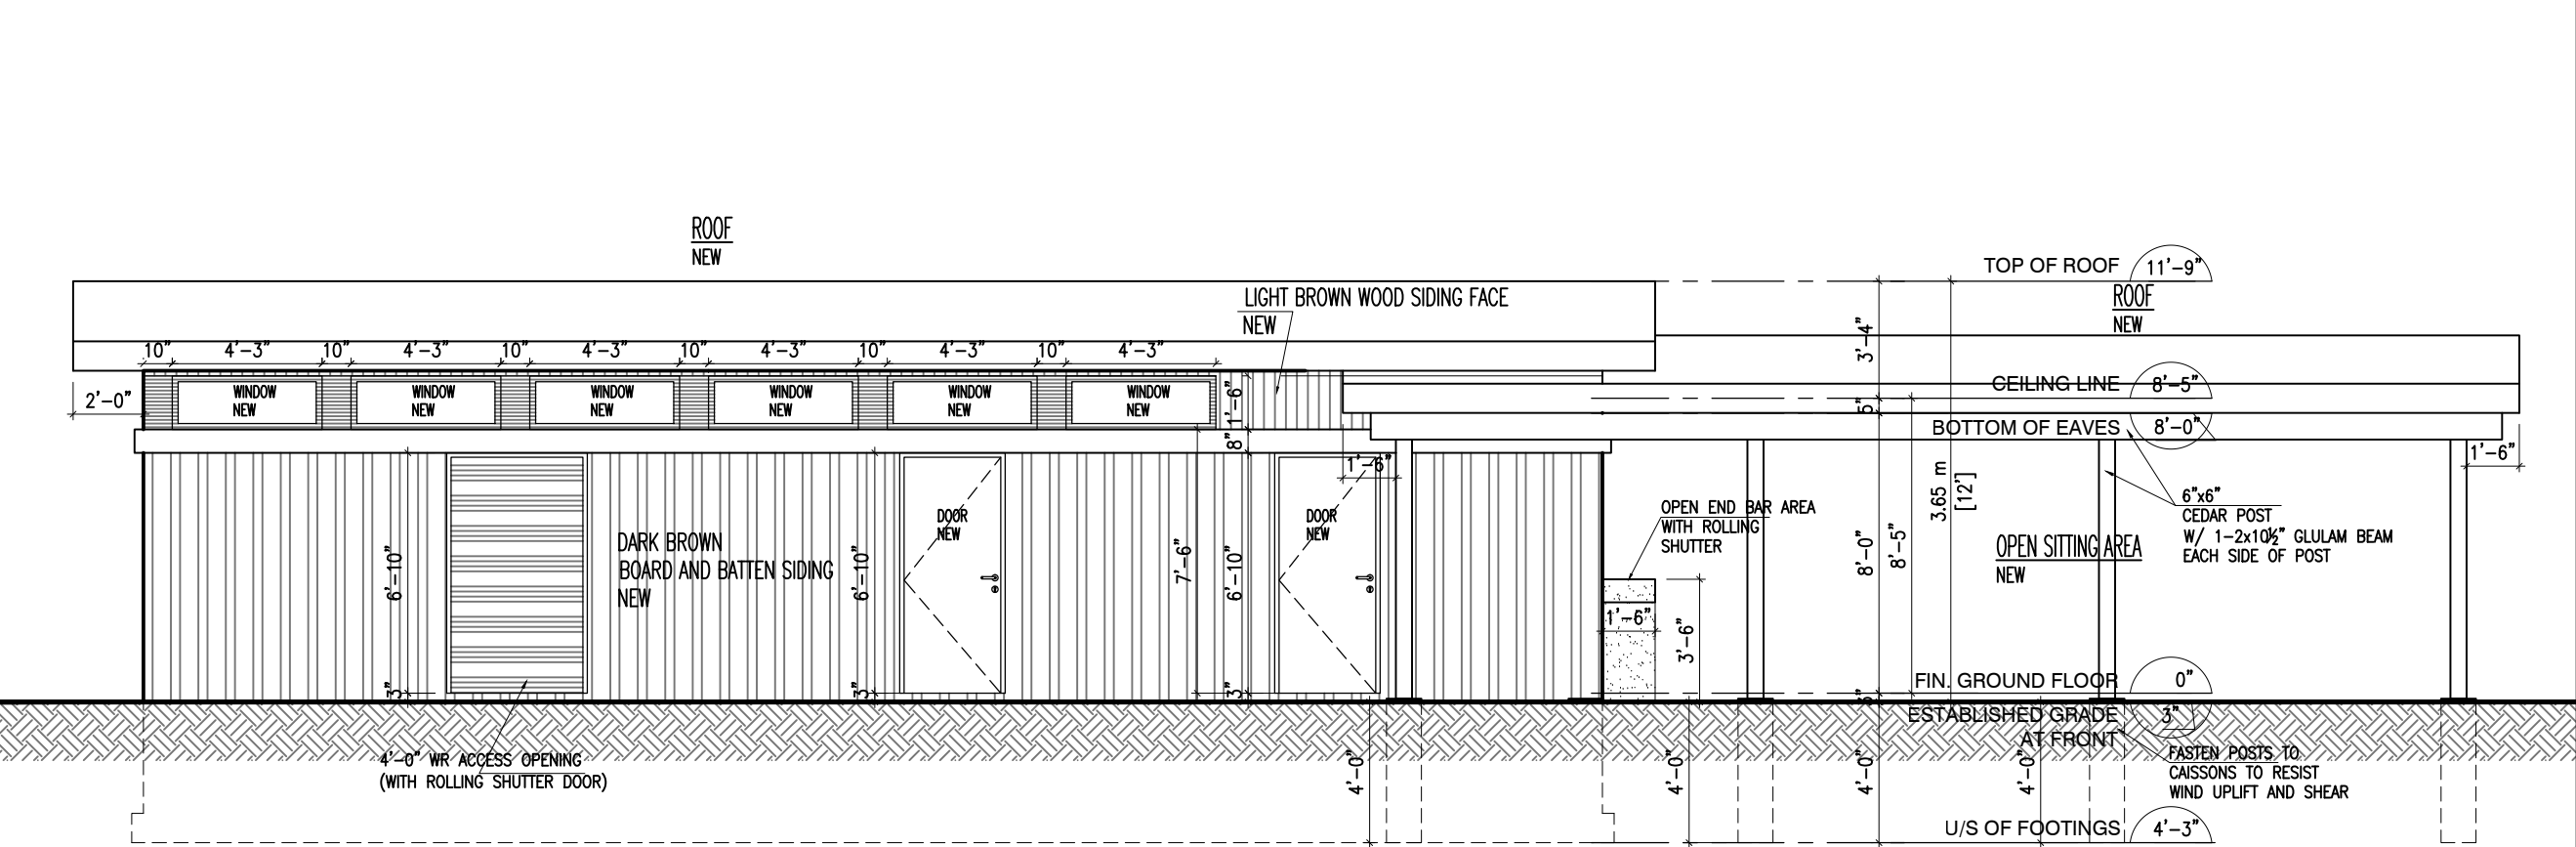 ROOF
NEW
TOP OF ROOF 11'-9"
ROOF
NEW
LIGHT BROWN WOOD SIDING FACE
NEW
3'-4"
10" 4'-3" 10" 4'-3" 10" 4'-3" 10" 4'-3" 10" 4'-3" 10" 4'-3"
CEILING LINE 8'-5"
2'-0"
WINDOW
NEW
WINDOW
NEW
WINDOW
NEW
WINDOW
NEW
WINDOW
NEW
WINDOW
NEW
1'-6"
5"
BOTTOM OF EAVES 8'-0"
8"
1'-6"
1'-6"
3.65 m
[12']
6"x6"
CEDAR POST
W/ 1-2x10½" GLULAM BEAM
EACH SIDE OF POST
OPEN END BAR AREA
WITH ROLLING
SHUTTER
DOOR
NEW
DOOR
NEW
DARK BROWN
BOARD AND BATTEN SIDING
NEW
6'-10"
6'-10"
7'-6"
6'-10"
8'-0"
8'-5"
OPEN SITTING AREA
NEW
1'-6"
3'-6"
3"
3"
3"
3"
FIN. GROUND FLOOR 0"
ESTABLISHED GRADE
AT FRONT
3"
4'-0" WR ACCESS OPENING
(WITH ROLLING SHUTTER DOOR)
4'-0"
4'-0"
4'-0"
4'-0"
FASTEN POSTS TO
CAISSONS TO RESIST
WIND UPLIFT AND SHEAR
U/S OF FOOTINGS 4'-3"